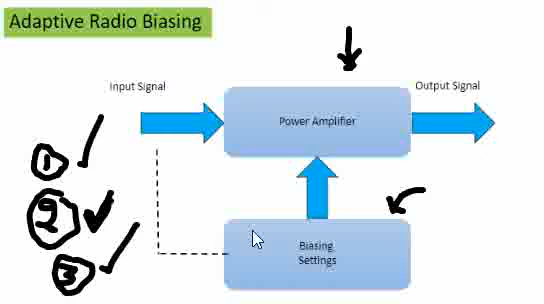 Adaptive Radio Biasing
Input Signal
Output Signal
Power Amplifier
1
2
3
Biasing
Settings